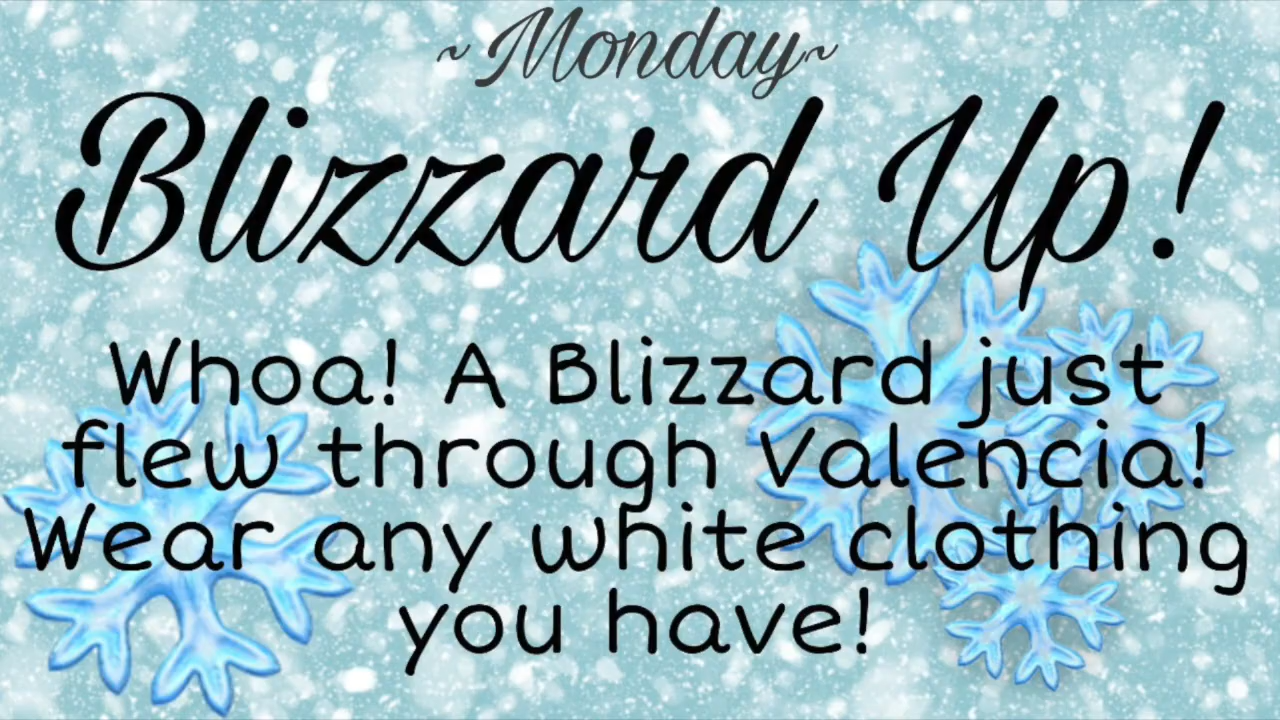 ~Monday~
Blizzard Up!
Whoa! A Blizzard just
flew through Valencia!
Wear any white clothing
you have!